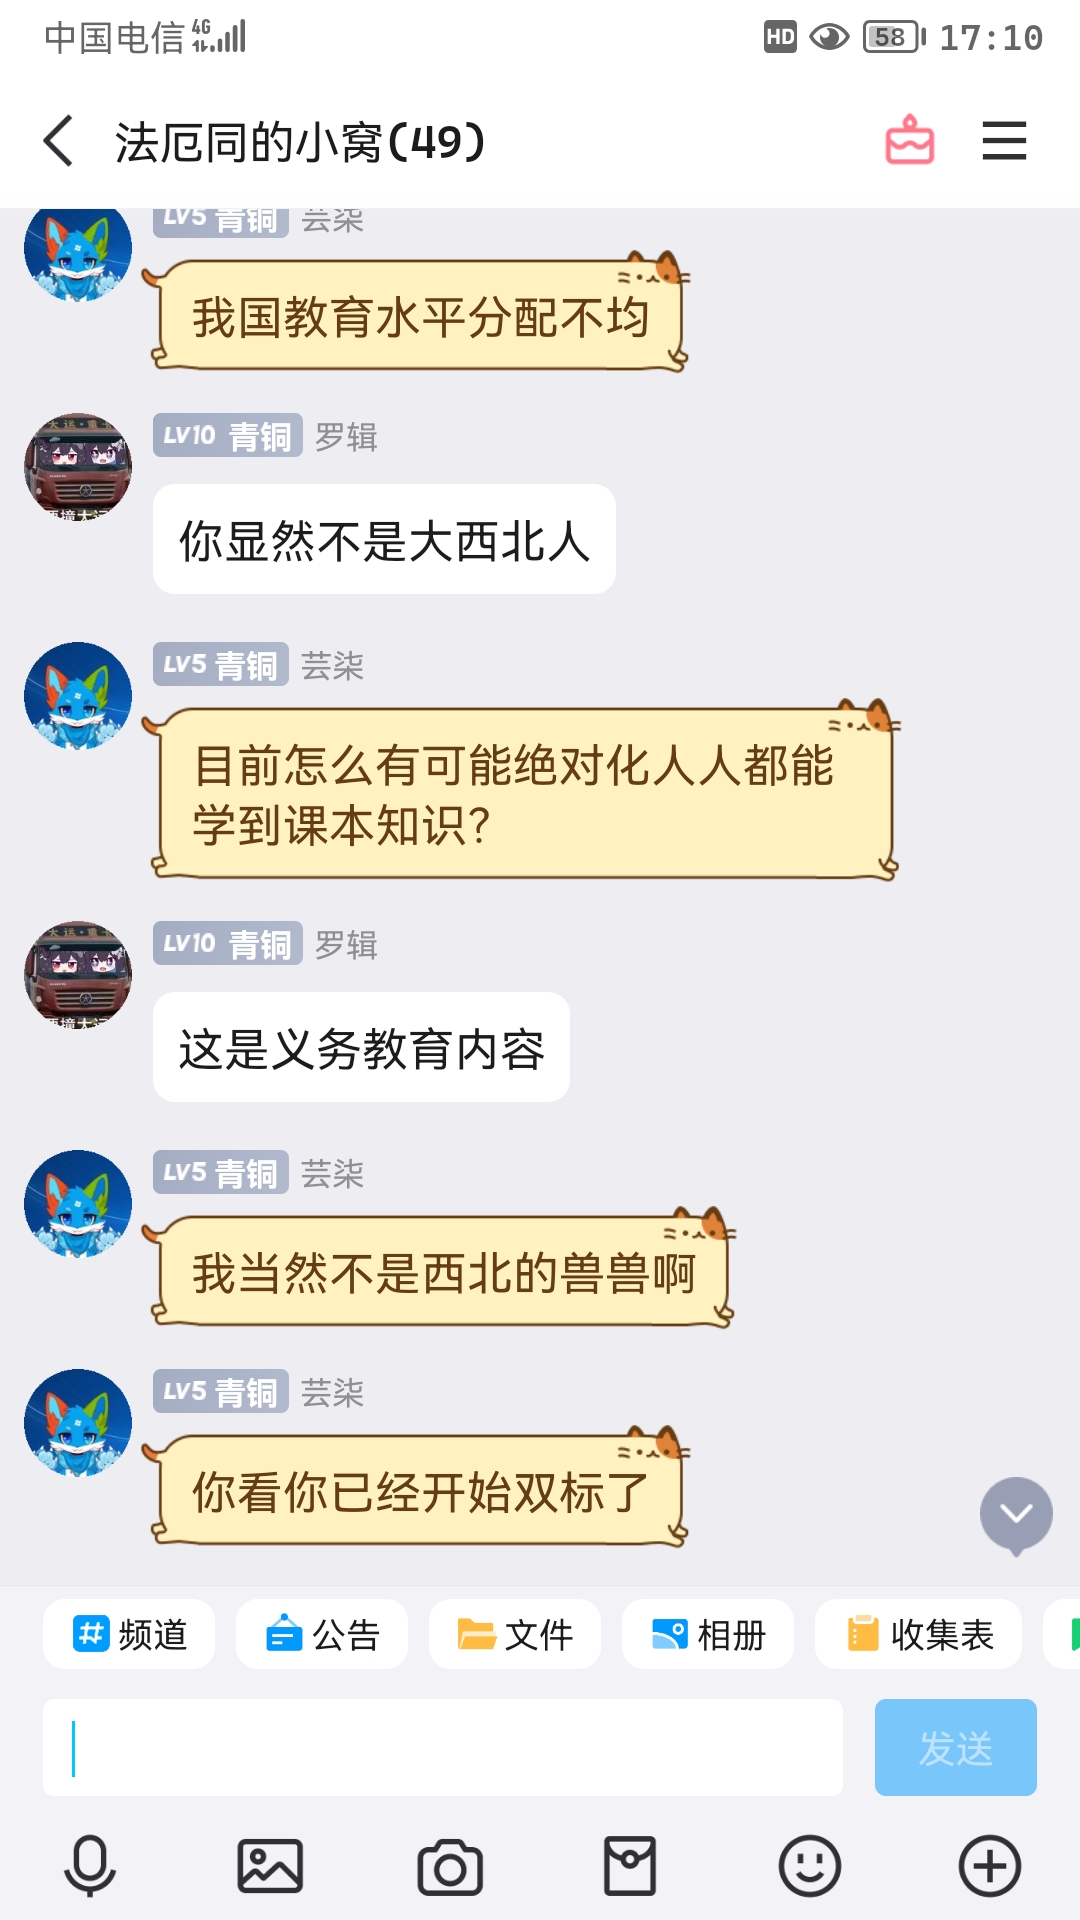 中国电信 4G HD 58 17:10
法厄同的小窝(49)
LV5 青铜 芸柒
我国教育水平分配不均
LV10 青铜 罗辑
你显然不是大西北人
LV5 青铜 芸柒
目前怎么有可能绝对化人人都能
学到课本知识?
LV10 青铜 罗辑
这是义务教育内容
LV5 青铜 芸柒
我当然不是西北的兽兽啊
LV5 青铜 芸柒
你看你已经开始双标了
频道 公告 文件 相册 收集表
发送